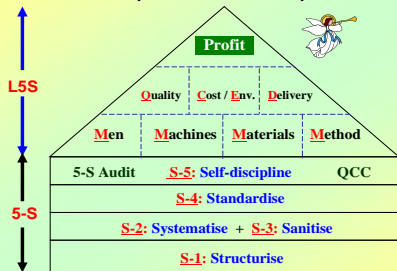 Profit
Quality Cost / Env. Delivery
L5S
Men Machines Materials Method
5-S Audit S-5: Self-discipline QCC
S-4: Standardise
5-S
S-2: Systematise + S-3: Sanitise
S-1: Structurise